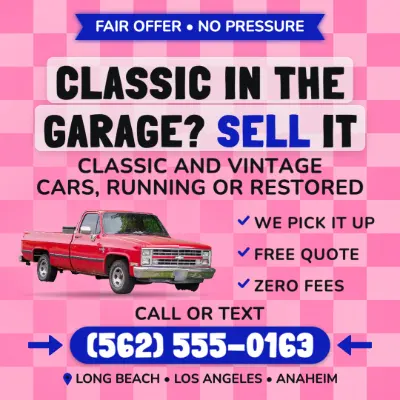 FAIR OFFER • NO PRESSURE
CLASSIC IN THE
GARAGE? SELL IT
CLASSIC AND VINTAGE
CARS, RUNNING OR RESTORED
WE PICK IT UP
FREE QUOTE
ZERO FEES
CALL OR TEXT
(562) 555-0163
LONG BEACH • LOS ANGELES • ANAHEIM